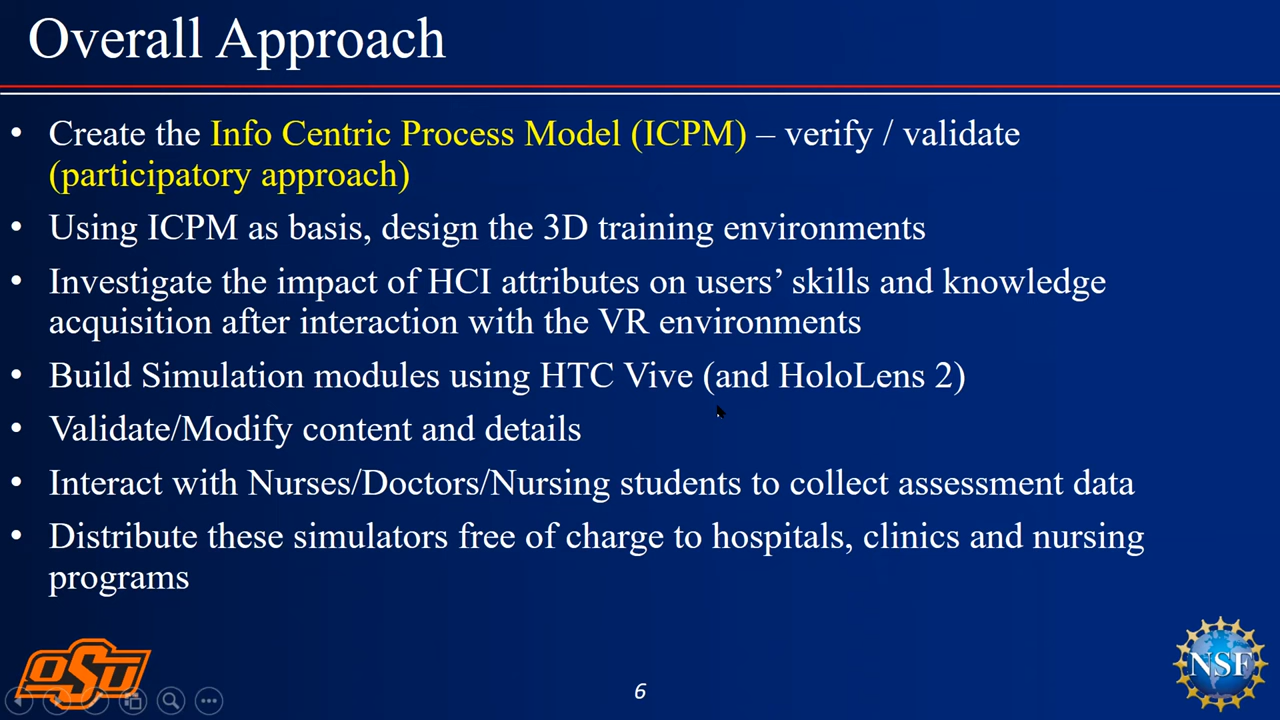 Overall Approach
• Create the Info Centric Process Model (ICPM) – verify / validate
(participatory approach)
• Using ICPM as basis, design the 3D training environments
• Investigate the impact of HCI attributes on users’ skills and knowledge
acquisition after interaction with the VR environments
• Build Simulation modules using HTC Vive (and HoloLens 2)
• Validate/Modify content and details
• Interact with Nurses/Doctors/Nursing students to collect assessment data
• Distribute these simulators free of charge to hospitals, clinics and nursing
programs
OSU
6
NSF